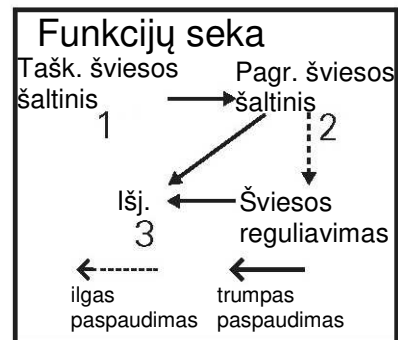 Funkcijų seka
Tašk. šviesos
šaltinis
1
Pagr. šviesos
šaltinis
2
Išj.
3
Šviesos
reguliavimas
ilgas
paspaudimas
trumpas
paspaudimas